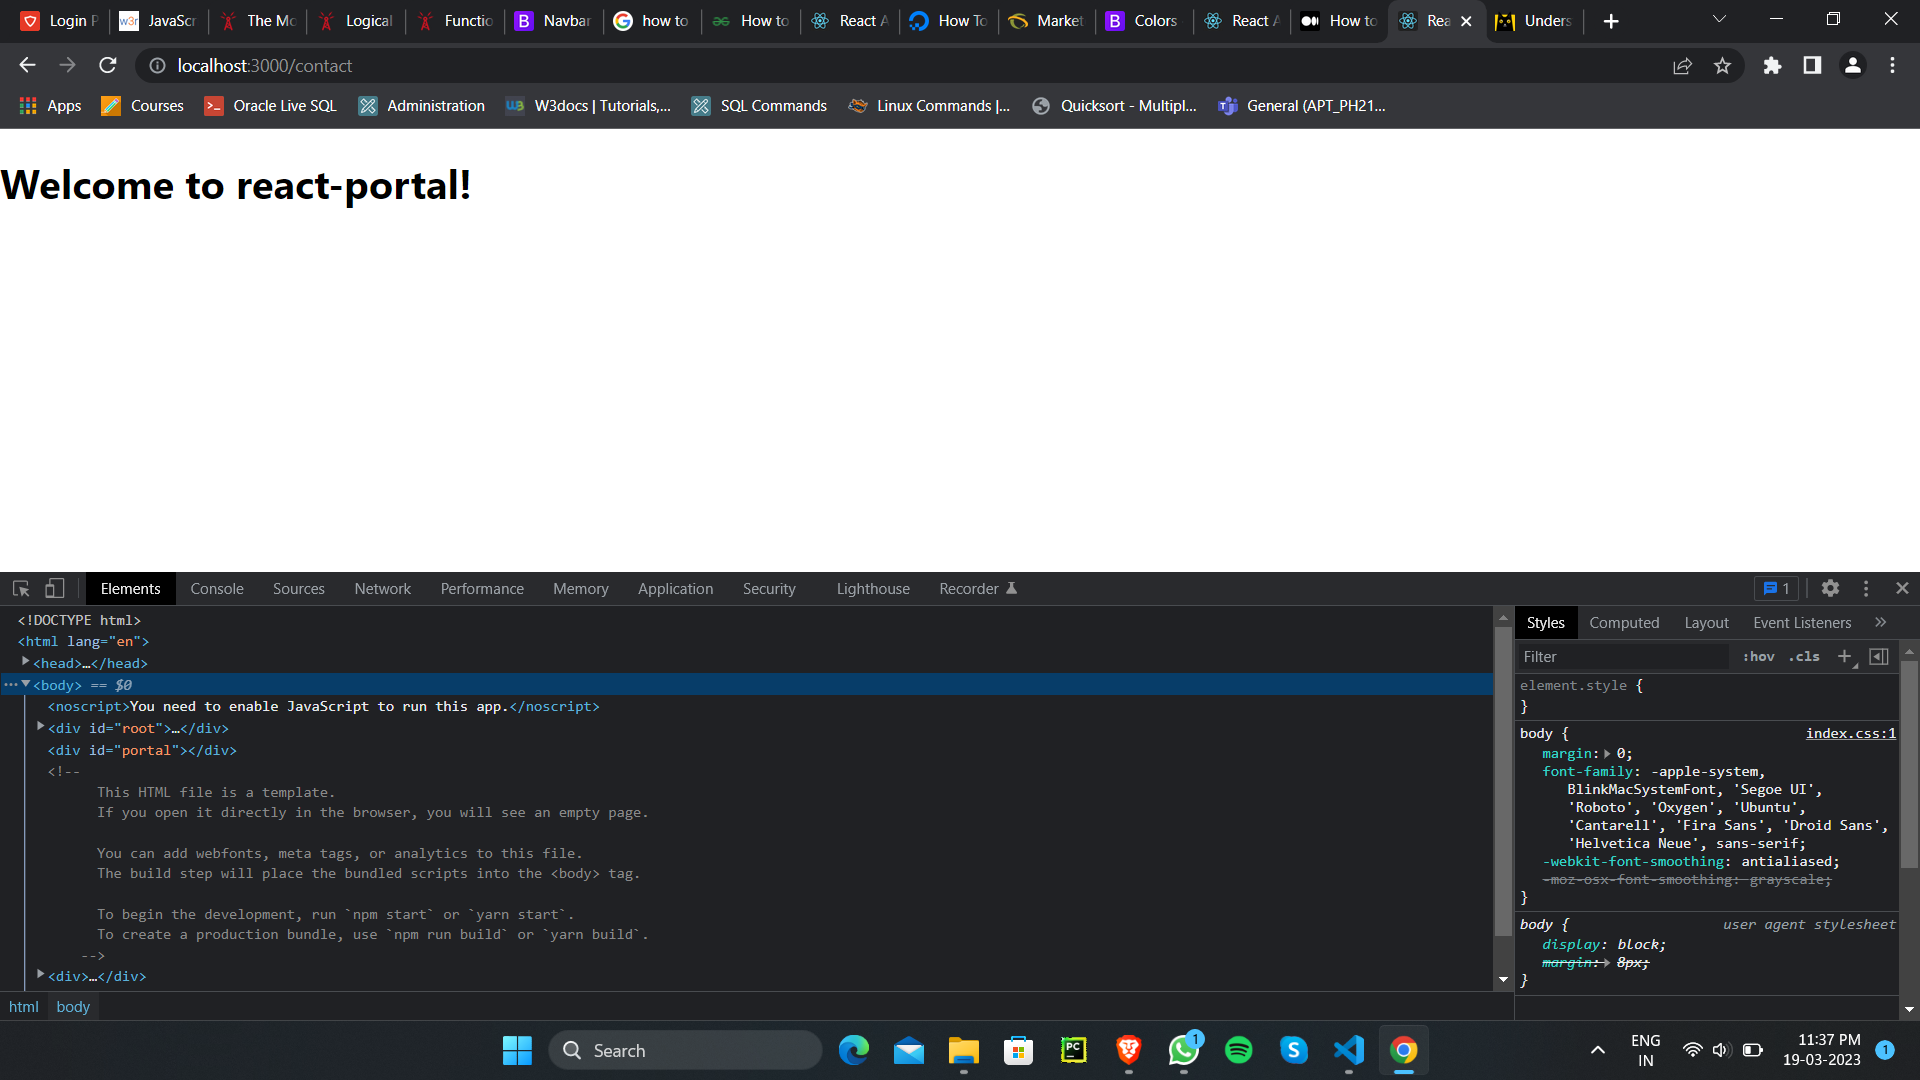 Login P
w3r JavaScr
The Mo
Logical
Functio
B Navbar
how to
How to
React A
How To
Market
B Colors
React A
How to
Rea
Unders
localhost:3000/contact
Apps
Courses
Oracle Live SQL
Administration
W3docs | Tutorials,...
SQL Commands
Linux Commands |...
Quicksort - Multipl...
General (APT_PH21...
Welcome to react-portal!
Elements
Console
Sources
Network
Performance
Memory
Application
Security
Lighthouse
Recorder
1
<!DOCTYPE html>
<html lang="en">
<head>…</head>
<body> == $0
<noscript>You need to enable JavaScript to run this app.</noscript>
<div id="root">…</div>
<div id="portal"></div>
<!--
This HTML file is a template.
If you open it directly in the browser, you will see an empty page.
You can add webfonts, meta tags, or analytics to this file.
The build step will place the bundled scripts into the <body> tag.
To begin the development, run `npm start` or `yarn start`.
To create a production bundle, use `npm run build` or `yarn build`.
-->
<div>…</div>
html body
Styles
Computed
Layout
Event Listeners
Filter
:hov .cls
element.style {
}
body { index.css:1
margin: 0;
font-family: -apple-system,
BlinkMacSystemFont, 'Segoe UI',
'Roboto', 'Oxygen', 'Ubuntu',
'Cantarell', 'Fira Sans', 'Droid Sans',
'Helvetica Neue', sans-serif;
-webkit-font-smoothing: antialiased;
-moz-osx-font-smoothing: grayscale;
}
body { user agent stylesheet
display: block;
margin: 8px;
}
Search
PC
1
S
ENG
IN
11:37 PM
19-03-2023
1